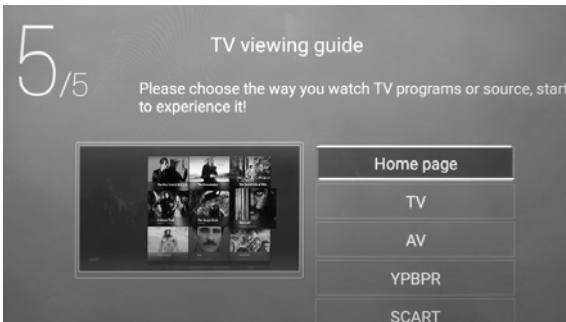 5/5
TV viewing guide
Please choose the way you watch TV programs or source, start
to experience it!
Home page
TV
AV
YPBPR
SCART